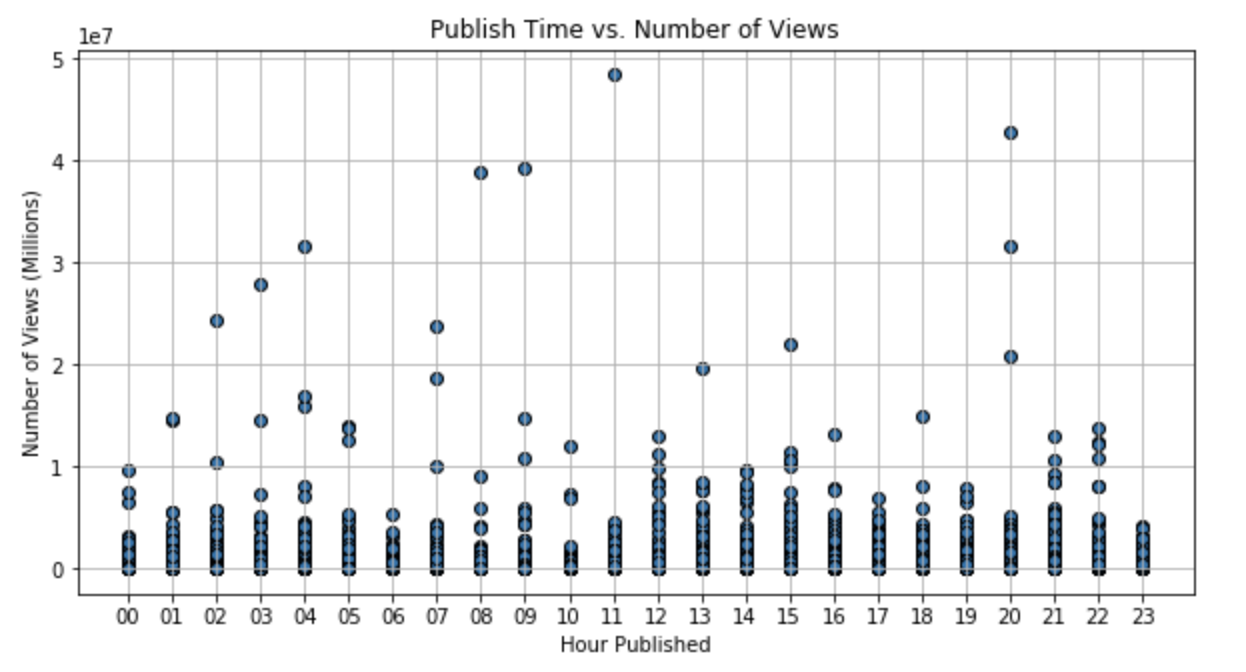 Publish Time vs. Number of Views
1e7
5
4
3
2
1
0
Number of Views (Millions)
00 01 02 03 04 05 06 07 08 09 10 11 12 13 14 15 16 17 18 19 20 21 22 23
Hour Published